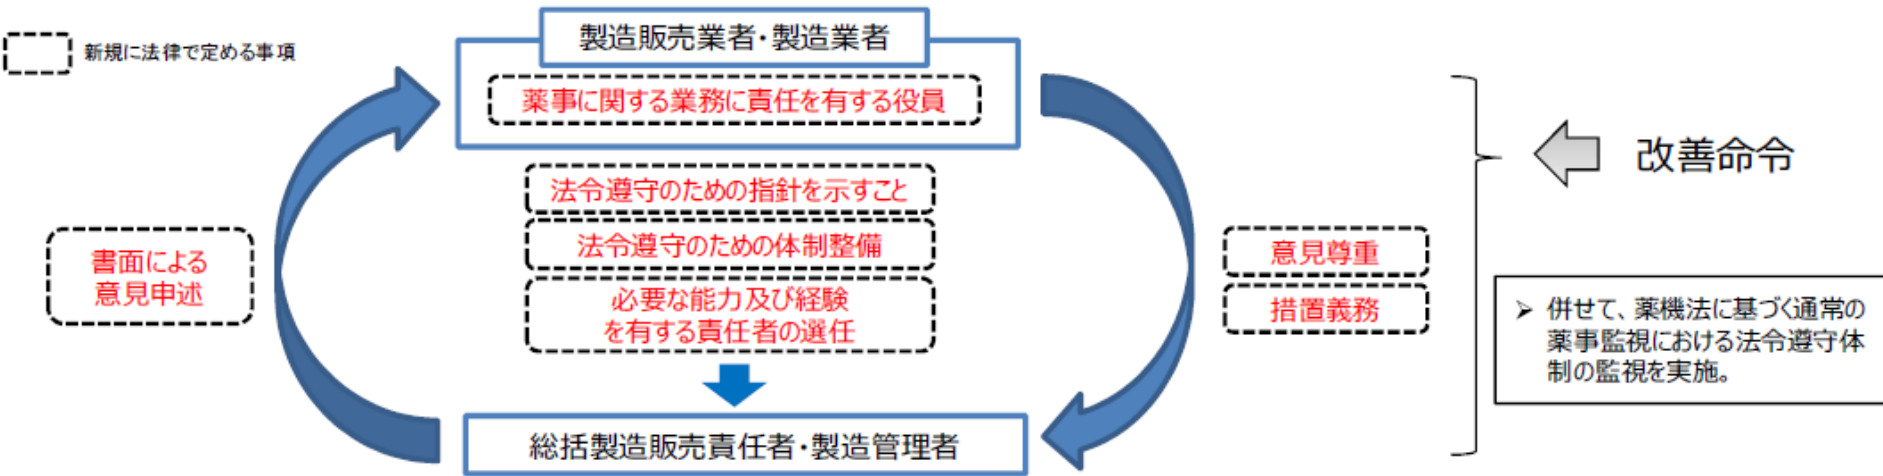 新規に法律で定める事項
製造販売業者・製造業者
薬事に関する業務に責任を有する役員
法令遵守のための指針を示すこと
法令遵守のための体制整備
必要な能力及び経験
を有する責任者の選任
書面による
意見申述
意見尊重
措置義務
総括製造販売責任者・製造管理者
改善命令
➢ 併せて、薬機法に基づく通常の
薬事監視における法令遵守体
制の監視を実施。